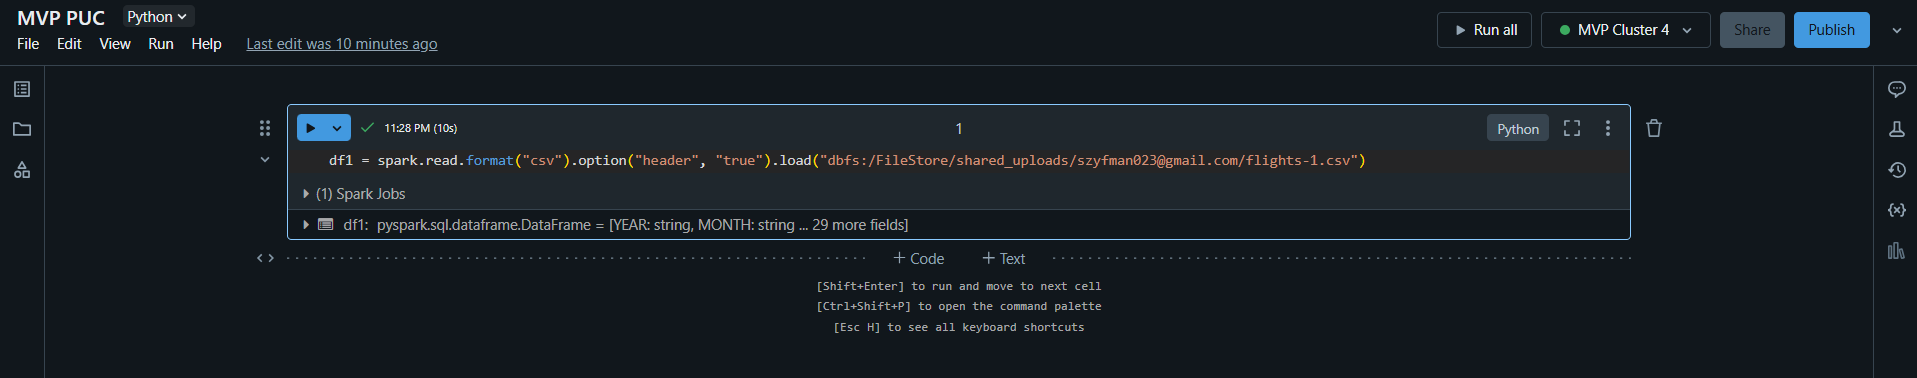 MVP PUC Python
File Edit View Run Help Last edit was 10 minutes ago
Run all MVP Cluster 4 Share Publish
11:28 PM (10s) 1 Python
df1 = spark.read.format("csv").option("header", "true").load("dbfs:/FileStore/shared_uploads/szyfman023@gmail.com/flights-1.csv")
(1) Spark Jobs
df1: pyspark.sql.dataframe.DataFrame = [YEAR: string, MONTH: string ... 29 more fields]
+ Code + Text
[Shift+Enter] to run and move to next cell
[Ctrl+Shift+P] to open the command palette
[Esc H] to see all keyboard shortcuts